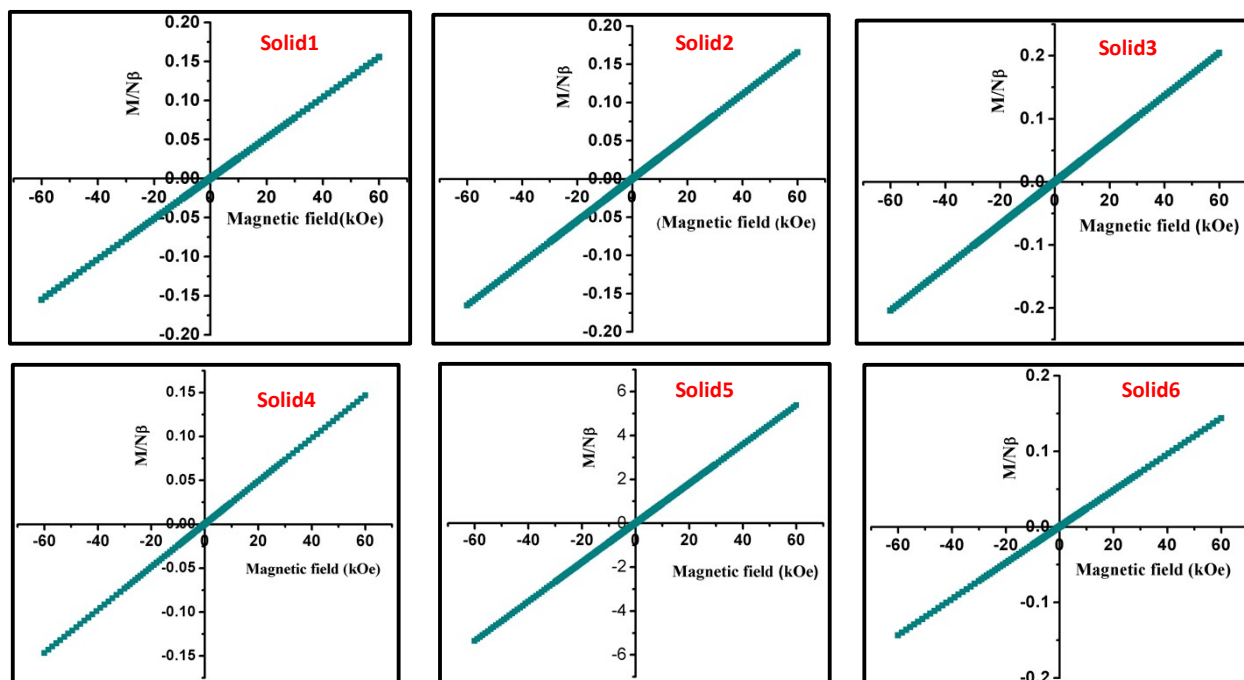 Solid1
M/Nβ
0.20
0.15
0.10
0.05
0.00
-60 -40 -20 0 20 40 60
Magnetic field(kOe)
-0.05
-0.10
-0.15
-0.20
Solid2
M/Nβ
0.20
0.15
0.10
0.05
0.00
-60 -40 -20 0 20 40 60
(Magnetic field (kOe)
-0.05
-0.10
-0.15
-0.20
Solid3
M/Nβ
0.2
0.1
0.0
-60 -40 -20 0 20 40 60
Magnetic field (kOe)
-0.1
-0.2
Solid4
M/Nβ
0.15
0.10
0.05
0.00
-60 -40 -20 0 20 40 60
Magnetic field (kOe)
-0.05
-0.10
-0.15
Solid5
M/Nβ
6
4
2
0
-60 -40 -20 0 20 40 60
Magnetic field (kOe)
-2
-4
-6
Solid6
M/Nβ
0.2
0.1
0.0
-60 -40 -20 0 20 40 60
Magnetic field (kOe)
-0.1
-0.2